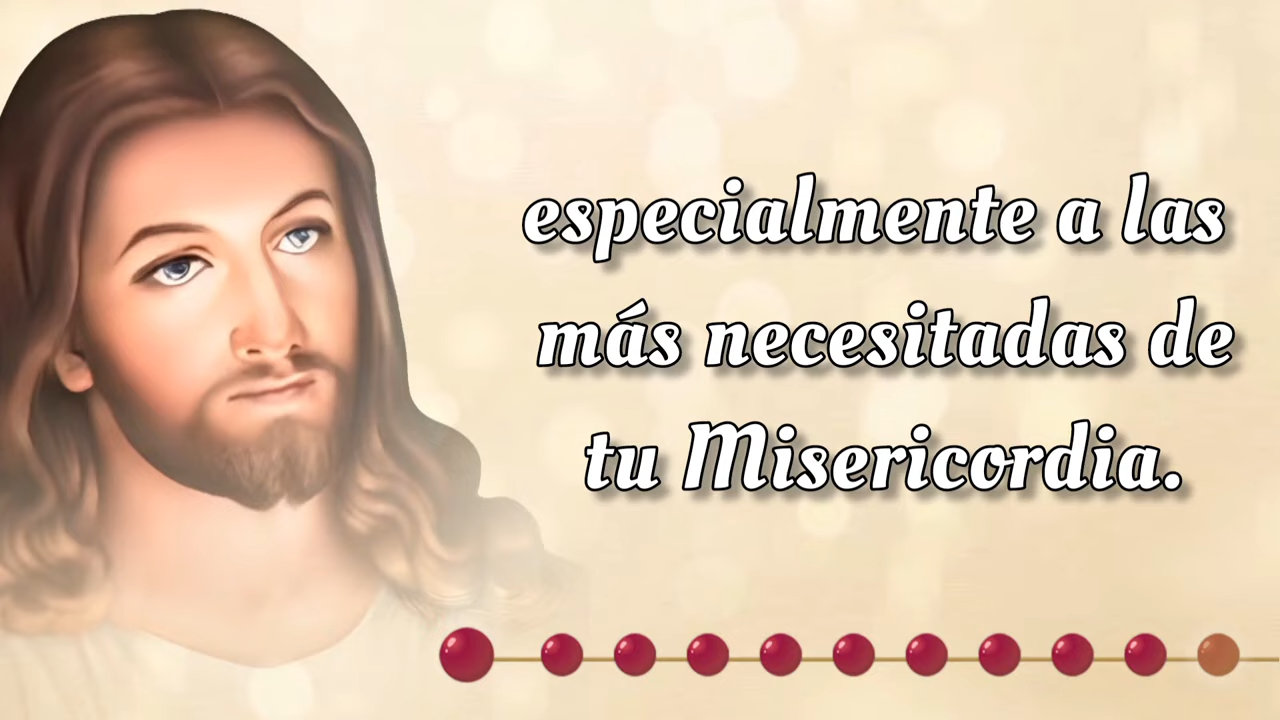 especialmente a las
más necesitadas de
tu Misericordia.